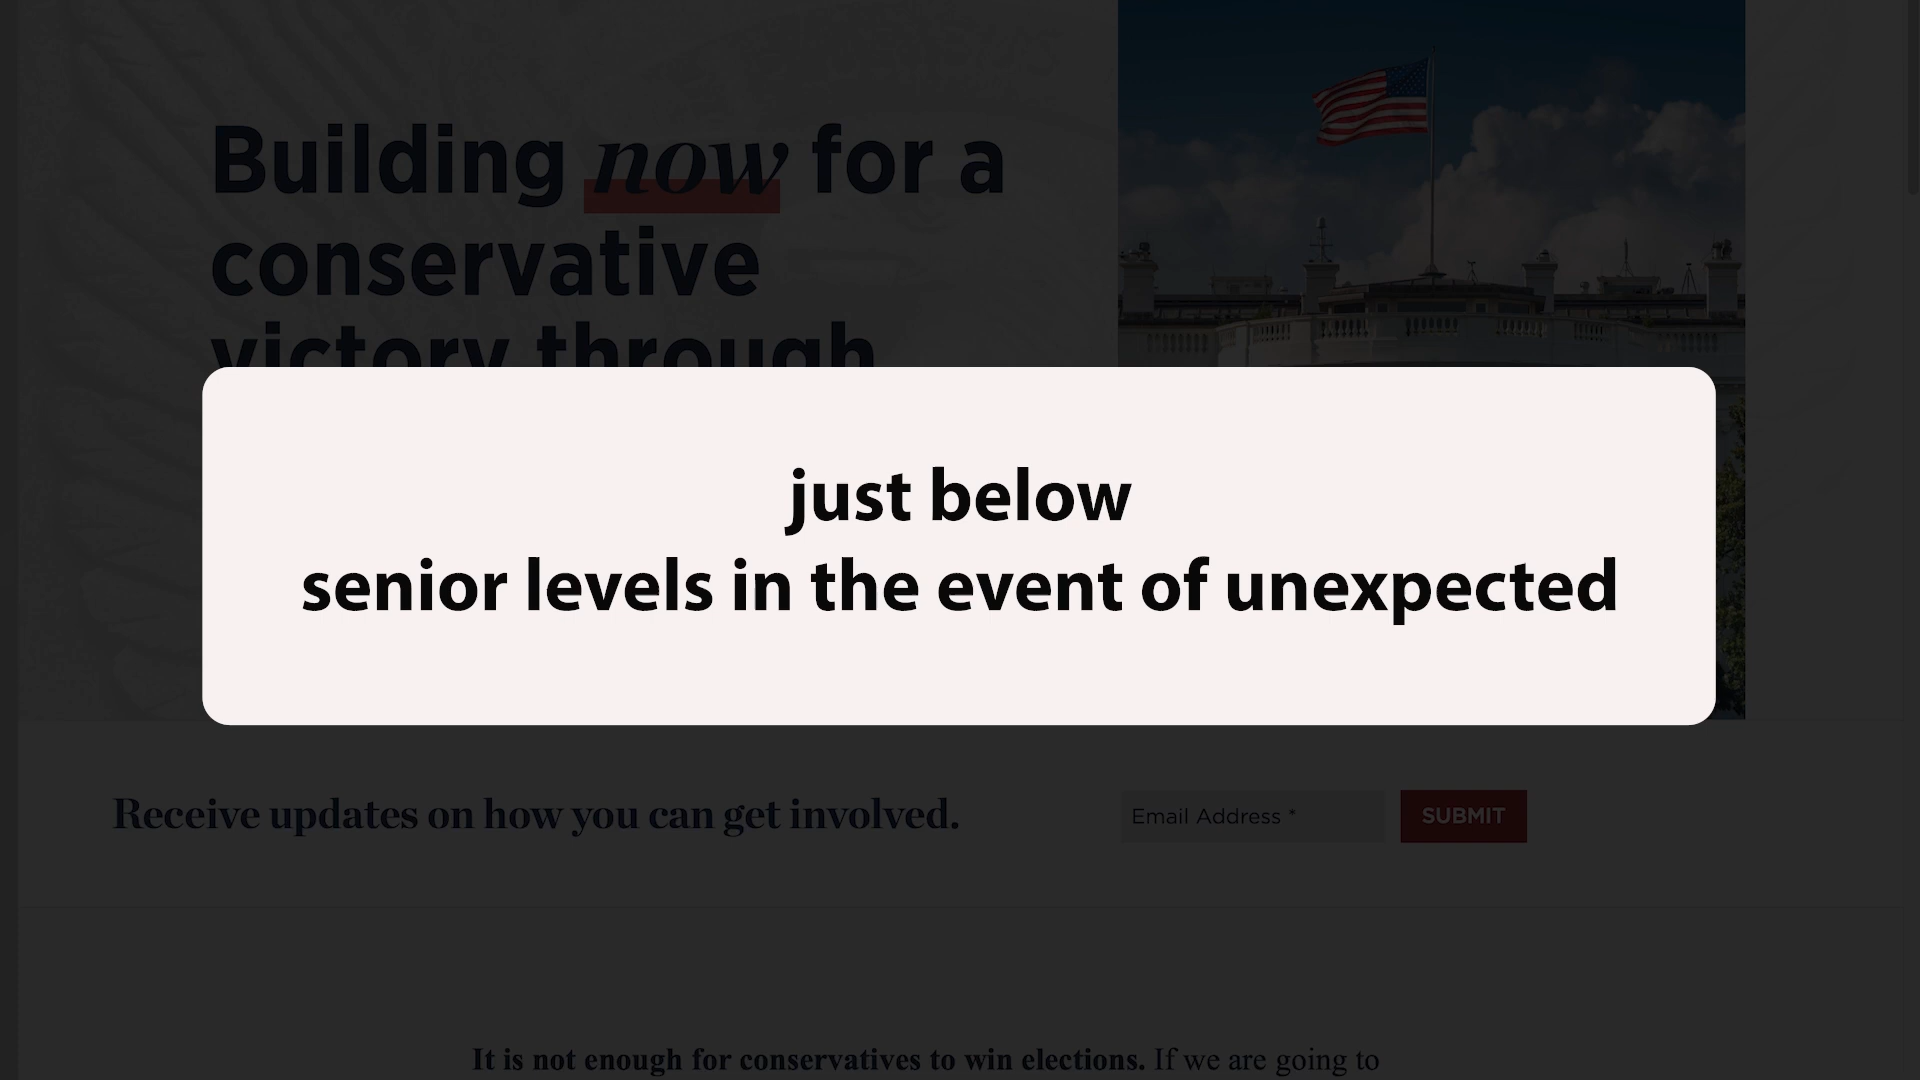 Building now for a
conservative
victory through
just below
senior levels in the event of unexpected
Receive updates on how you can get involved.
Email Address *
SUBMIT
It is not enough for conservatives to win elections. If we are going to